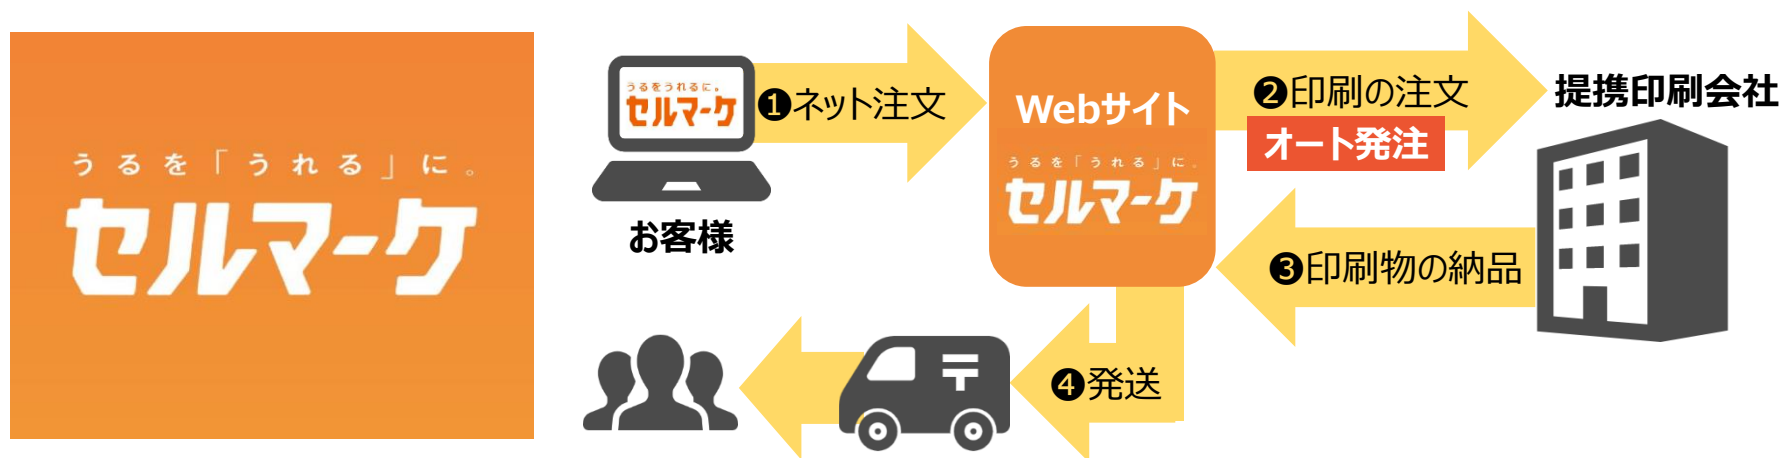 うるを「うれる」に。
セルマーケ
うるをうれるに。
セルマーケ
お客様
❶ネット注文
Webサイト
うるを「うれる」に。
セルマーケ
❷印刷の注文
オート発注
提携印刷会社
❸印刷物の納品
❹発送
〒